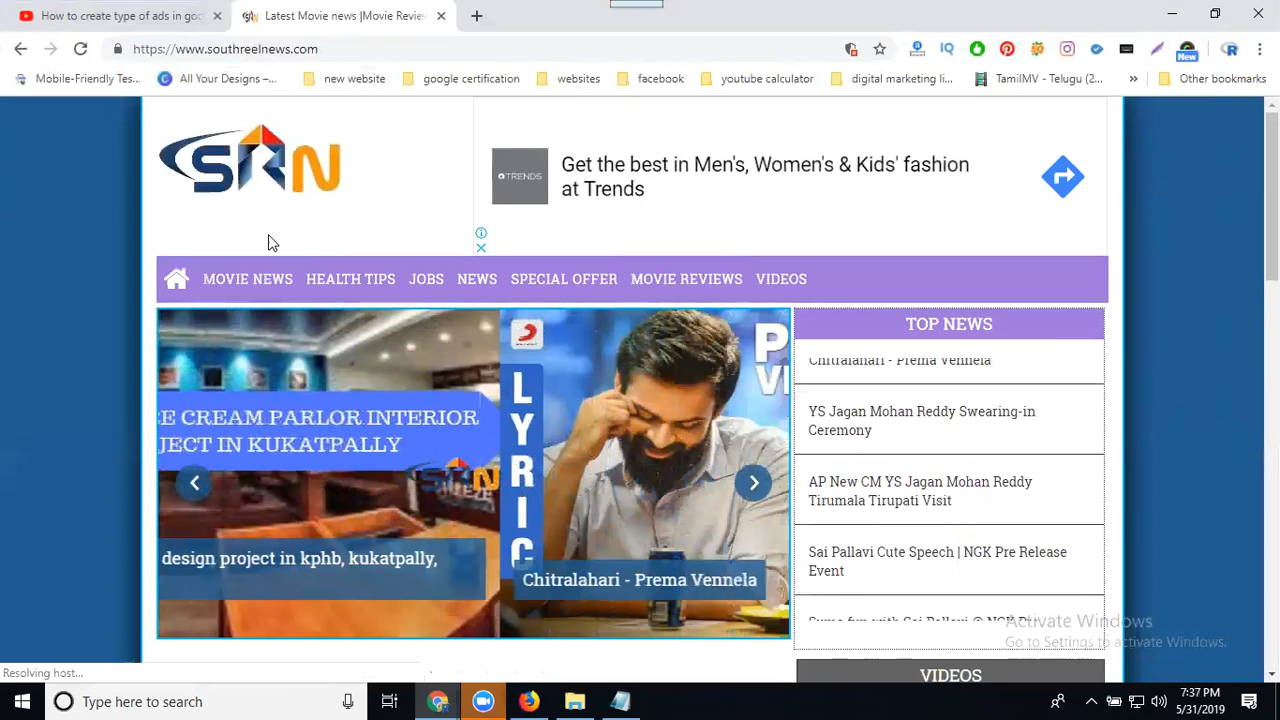 How to create type of ads in goo
Latest Movie news |Movie Review
https://www.southreelnews.com
New
Mobile-Friendly Tes...
All Your Designs –...
new website
google certification
websites
facebook
youtube calculator
digital marketing li...
TamilMV - Telugu (2...
Other bookmarks
SRN
TRENDS
Get the best in Men's, Women's & Kids' fashion
at Trends
MOVIE NEWS
HEALTH TIPS
JOBS
NEWS
SPECIAL OFFER
MOVIE REVIEWS
VIDEOS
E CREAM PARLOR INTERIOR
JECT IN KUKATPALLY
design project in kphb, kukatpally,
LYRIC
Chitralahari - Prema Vennela
TOP NEWS
Chitralahari - Prema Vennela
YS Jagan Mohan Reddy Swearing-in
Ceremony
AP New CM YS Jagan Mohan Reddy
Tirumala Tirupati Visit
Sai Pallavi Cute Speech | NGK Pre Release
Event
VIDEOS
Activate Windows
Go to Settings to activate Windows.
Resolving host...
Type here to search
7:37 PM
5/31/2019